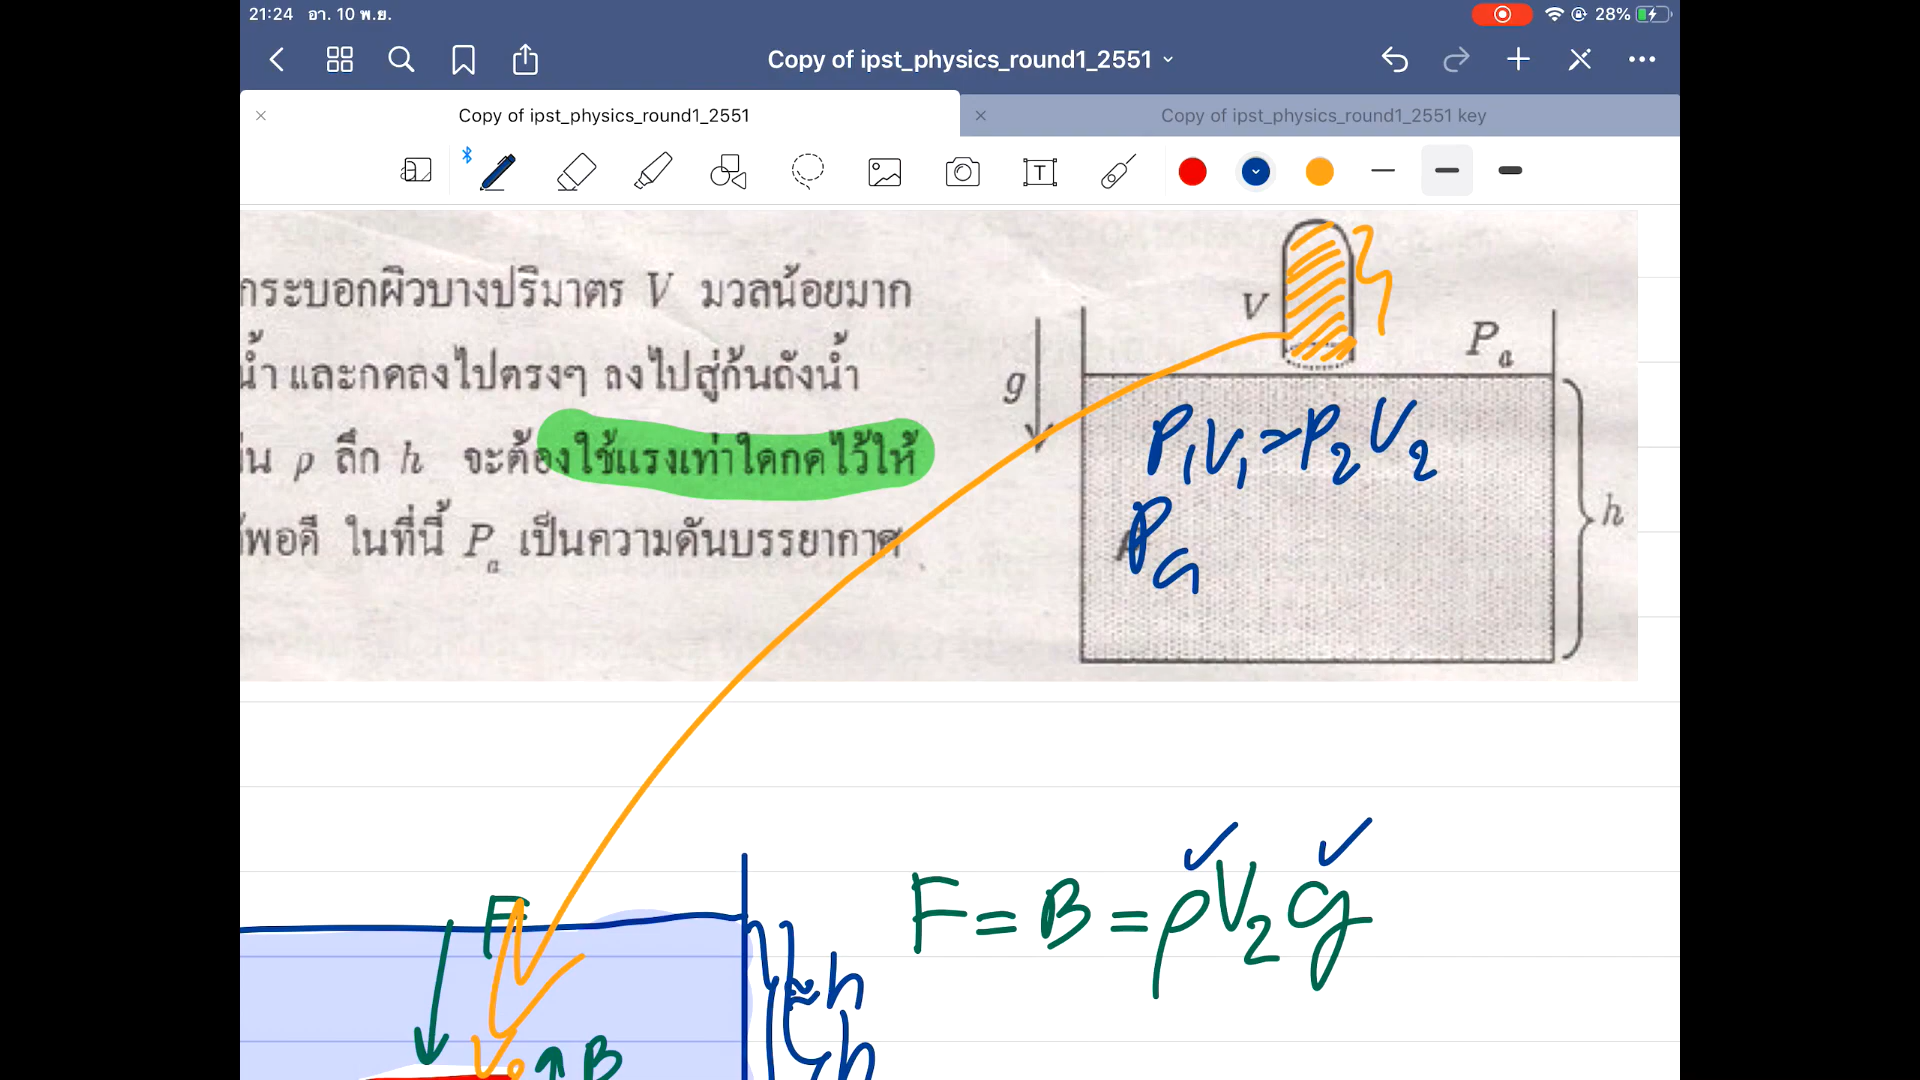 21:24 อา. 10 พ.ย. 28%
Copy of ipst_physics_round1_2551
Copy of ipst_physics_round1_2551
Copy of ipst_physics_round1_2551 key
T
กระบอกผิวบางปริมาตร V มวลน้อยมาก
น้ำ และกดลงไปตรงๆ ลงไปสู่ก้นถังน้ำ
ρ ลึก h จะต้องใช้แรงเท่าใดกดไว้ให้
พอดี ในที่นี้ Pa เป็นความดันบรรยากาศ
V
Pa
g
P1V1=P2V2
Pa
h
F = B = ρV2g
F
≈h
B
h